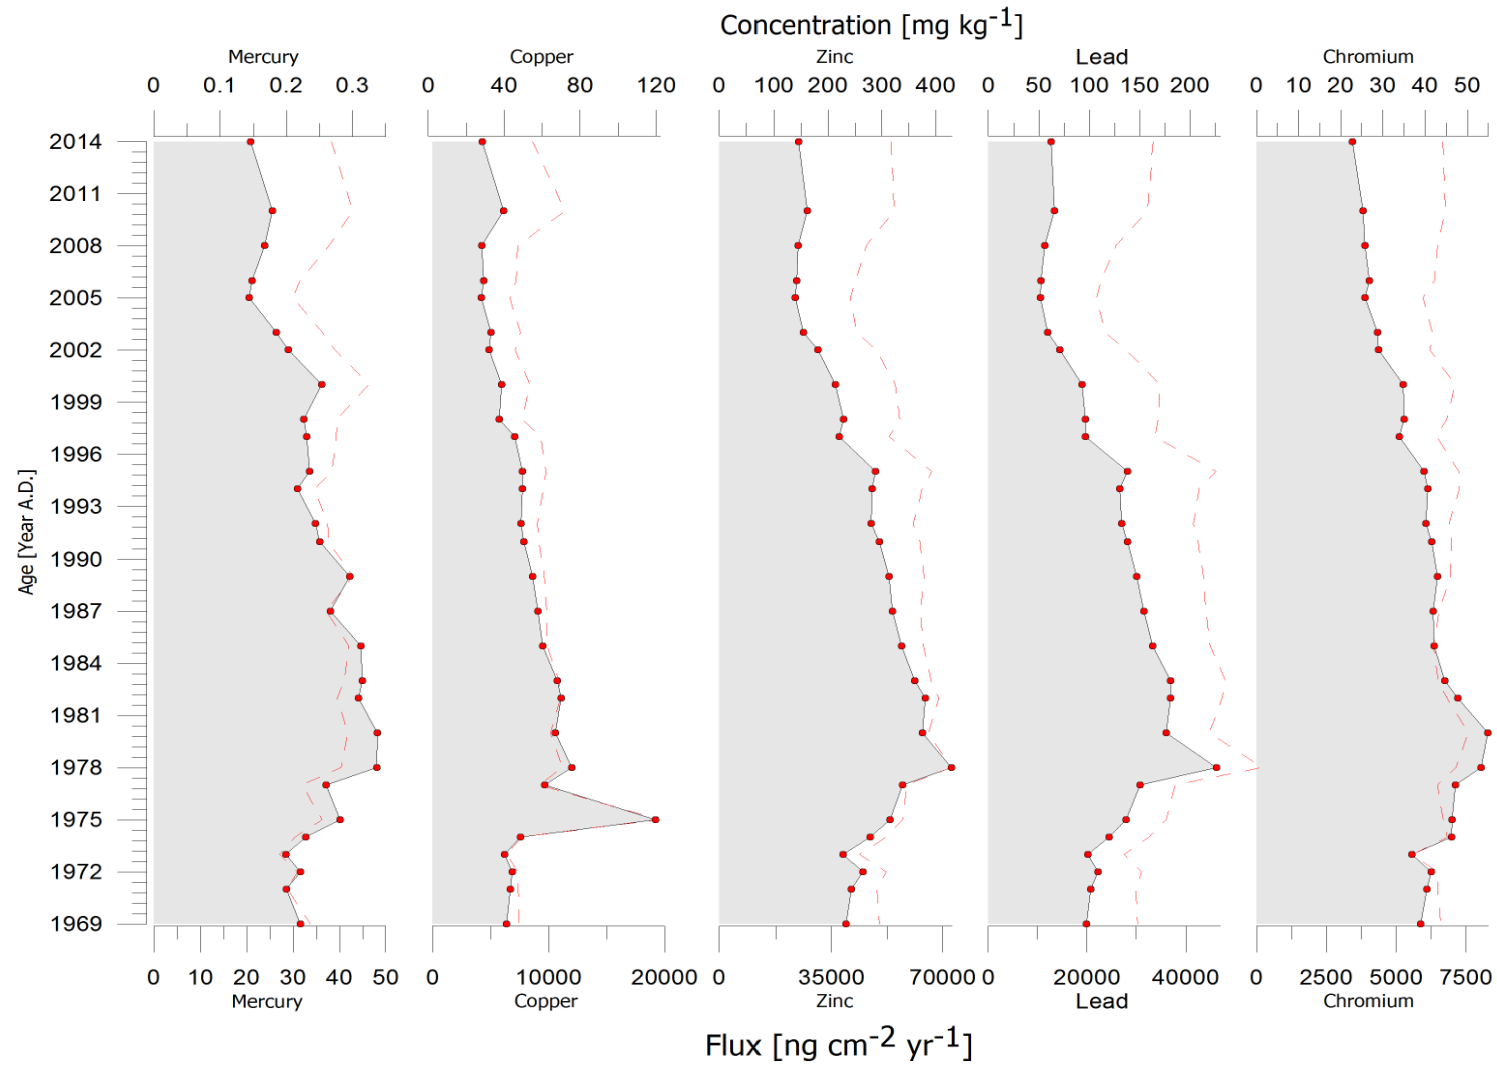 Concentration [mg kg-1]
Mercury Copper Zinc Lead Chromium
0 0.1 0.2 0.3 0 40 80 120 0 100 200 300 400 0 50 100 150 200 0 10 20 30 40 50
2014
2011
2008
2005
2002
1999
1996
1993
1990
1987
1984
1981
1978
1975
1972
1969
Age [Year A.D.]
0 10 20 30 40 50 0 10000 20000 0 35000 70000 0 20000 40000 0 2500 5000 7500
Mercury Copper Zinc Lead Chromium
Flux [ng cm-2 yr-1]